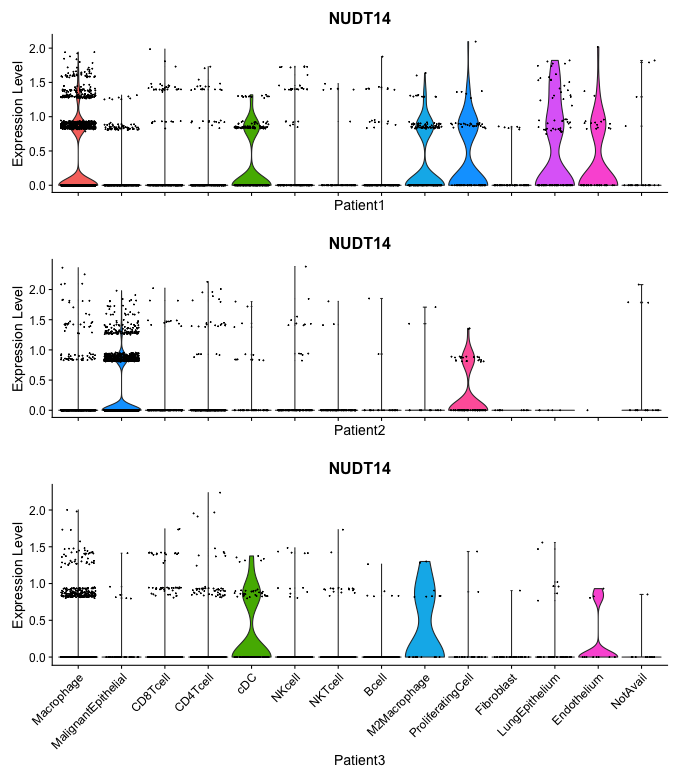 NUDT14
Expression Level
2.0
1.5
1.0
0.5
0.0
Patient1
NUDT14
Expression Level
2.0
1.5
1.0
0.5
0.0
Patient2
NUDT14
Expression Level
2.0
1.5
1.0
0.5
0.0
Macrophage
MalignantEpithelial
CD8Tcell
CD4Tcell
cDC
NKcell
NKTcell
Bcell
M2Macrophage
ProliferatingCell
Fibroblast
LungEpithelium
Endothelium
NotAvail
Patient3